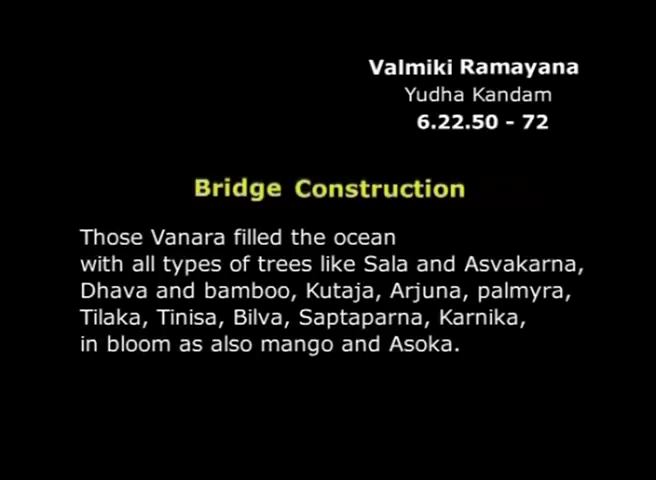 Valmiki Ramayana
Yudha Kandam
6.22.50 - 72
Bridge Construction
Those Vanara filled the ocean
with all types of trees like Sala and Asvakarna,
Dhava and bamboo, Kutaja, Arjuna, palmyra,
Tilaka, Tinisa, Bilva, Saptaparna, Karnika,
in bloom as also mango and Asoka.